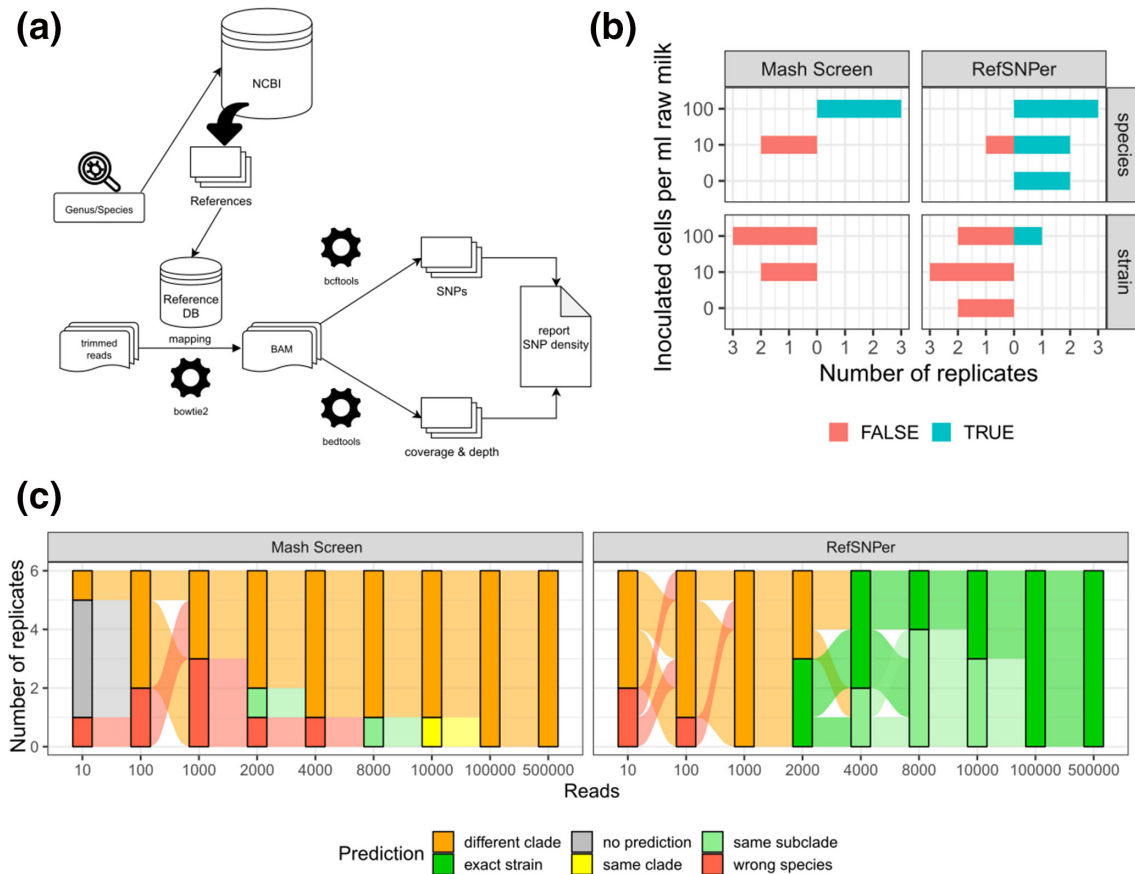 (a)
NCBI
Genus/Species
References
Reference
DB
trimmed
reads
mapping
bowtie2
BAM
bcftools
SNPs
bedtools
coverage & depth
report
SNP density
(b)
Mash Screen
RefSNPer
Inoculated cells per ml raw milk
100
10
0
species
100
10
0
strain
3 2 1 0 1 2 3
3 2 1 0 1 2 3
Number of replicates
FALSE TRUE
(c)
Mash Screen
RefSNPer
Number of replicates
6
4
2
0
10 100 1000 2000 4000 8000 10000 100000 500000
10 100 1000 2000 4000 8000 10000 100000 500000
Reads
Prediction
different clade no prediction same subclade
exact strain same clade wrong species